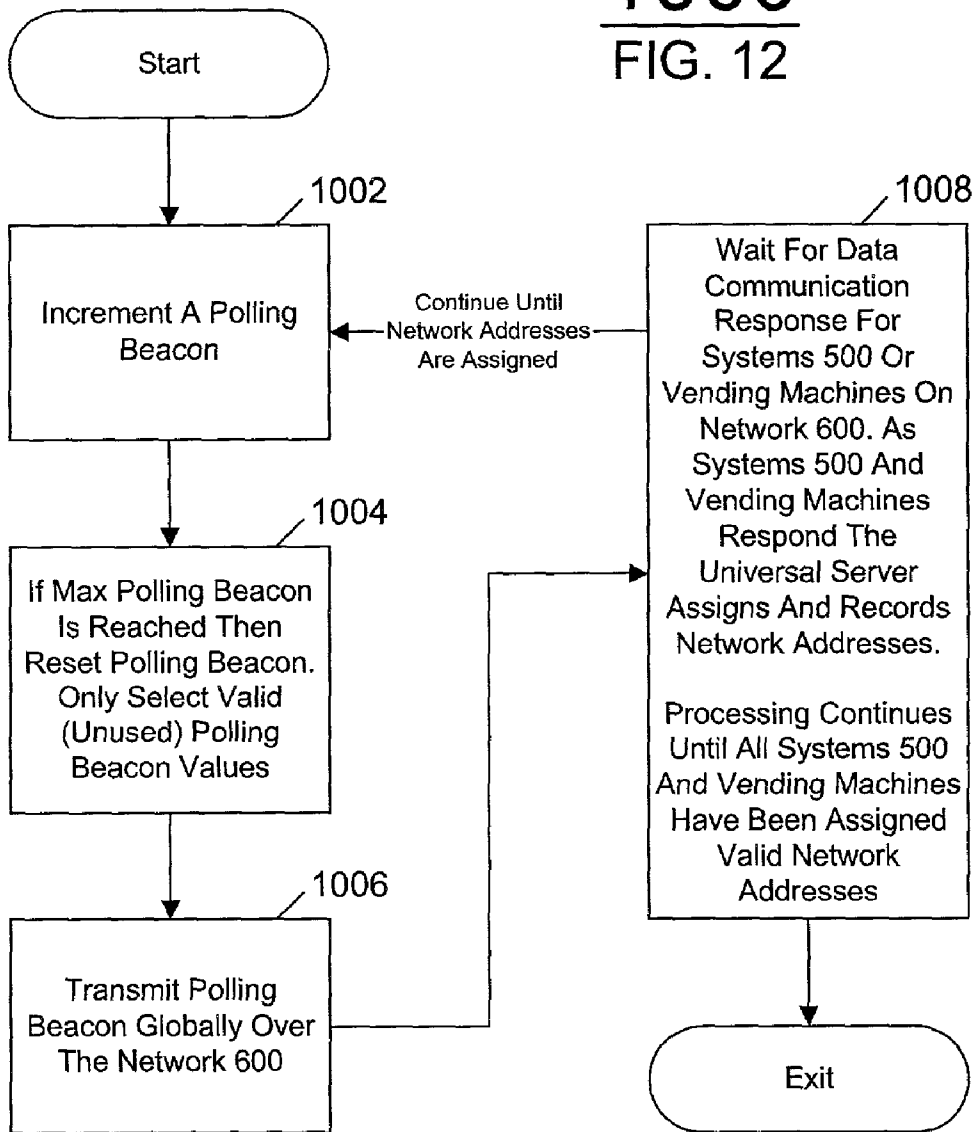 FIG. 12
Start
1002
Increment A Polling
Beacon
1004
If Max Polling Beacon
Is Reached Then
Reset Polling Beacon.
Only Select Valid
(Unused) Polling
Beacon Values
1006
Transmit Polling
Beacon Globally Over
The Network 600
Continue Until
Network Addresses
Are Assigned
1008
Wait For Data
Communication
Response For
Systems 500 Or
Vending Machines On
Network 600. As
Systems 500 And
Vending Machines
Respond The
Universal Server
Assigns And Records
Network Addresses.
Processing Continues
Until All Systems 500
And Vending Machines
Have Been Assigned
Valid Network
Addresses
Exit